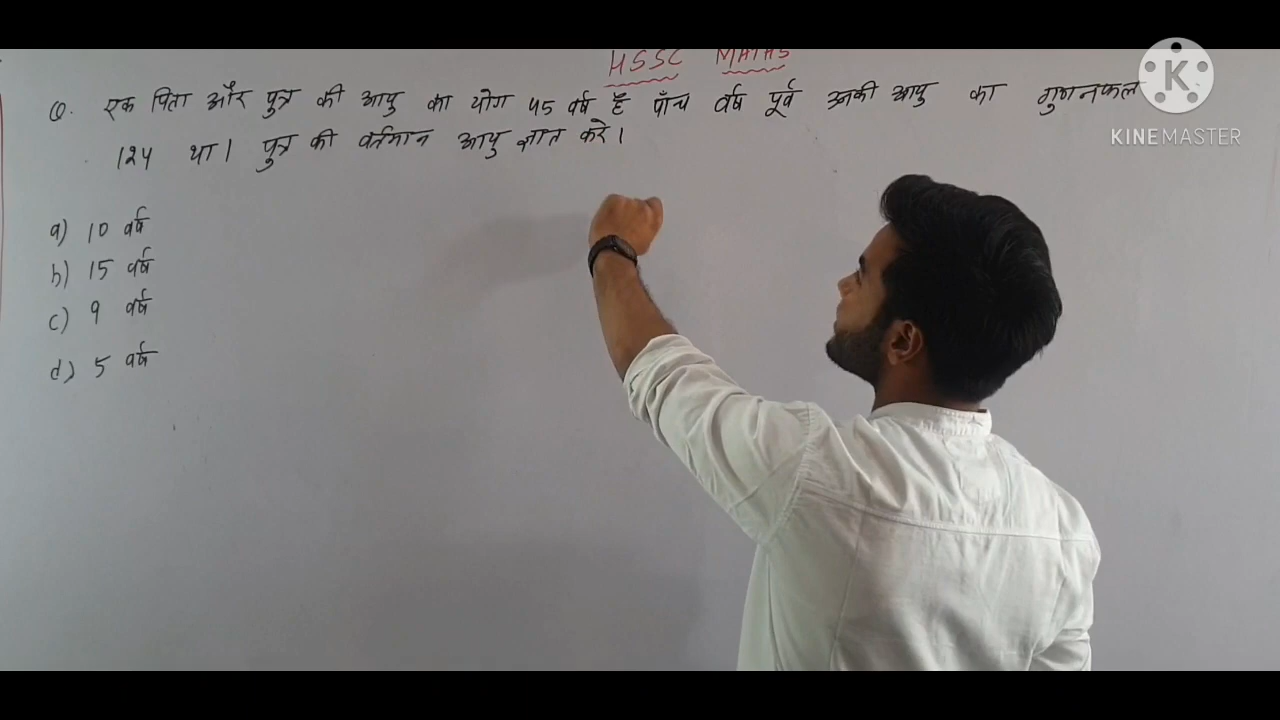 HSSC MATHS
Q. एक पिता और पुत्र की आयु का योग 45 वर्ष है पाँच वर्ष पूर्व उनकी आयु का गुणनफल
124 था। पुत्र की वर्तमान आयु ज्ञात करे।
a) 10 वर्ष
b) 15 वर्ष
c) 9 वर्ष
d) 5 वर्ष
K
KINEMASTER